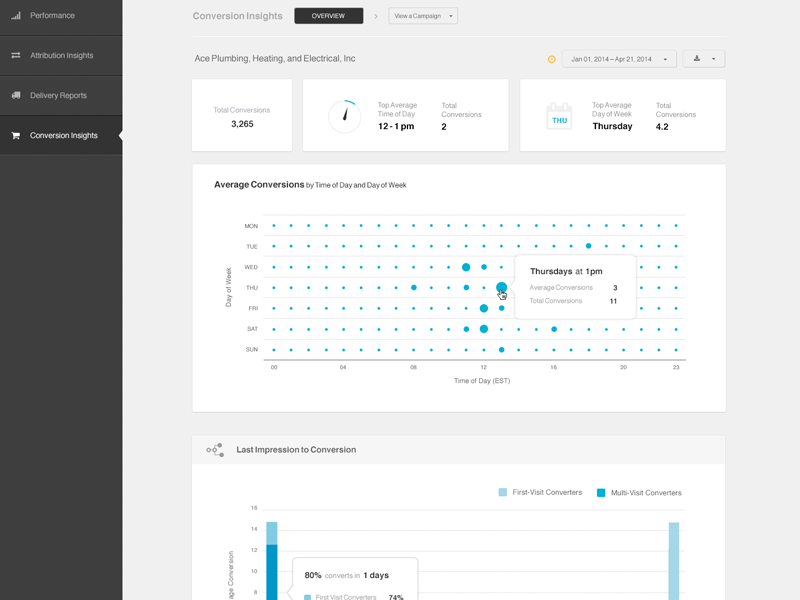 Performance
Attribution Insights
Delivery Reports
Conversion Insights
Conversion Insights OVERVIEW > View a Campaign
Ace Plumbing, Heating, and Electrical, Inc
Jan 01, 2014 – Apr 21, 2014
Total Conversions
3,265
Top Average
Time of Day
12 - 1 pm
Total
Conversions
2
THU
Top Average
Day of Week
Thursday
Total
Conversions
4.2
Average Conversions by Time of Day and Day of Week
Day of Week
MON
TUE
WED
THU
FRI
SAT
SUN
Thursdays at 1pm
Average Conversions 3
Total Conversions 11
00 04 08 12 16 20 23
Time of Day (EST)
Last Impression to Conversion
First-Visit Converters Multi-Visit Converters
16
14
12
10
8
age Conversion
80% converts in 1 days
First Visit Converters 74%